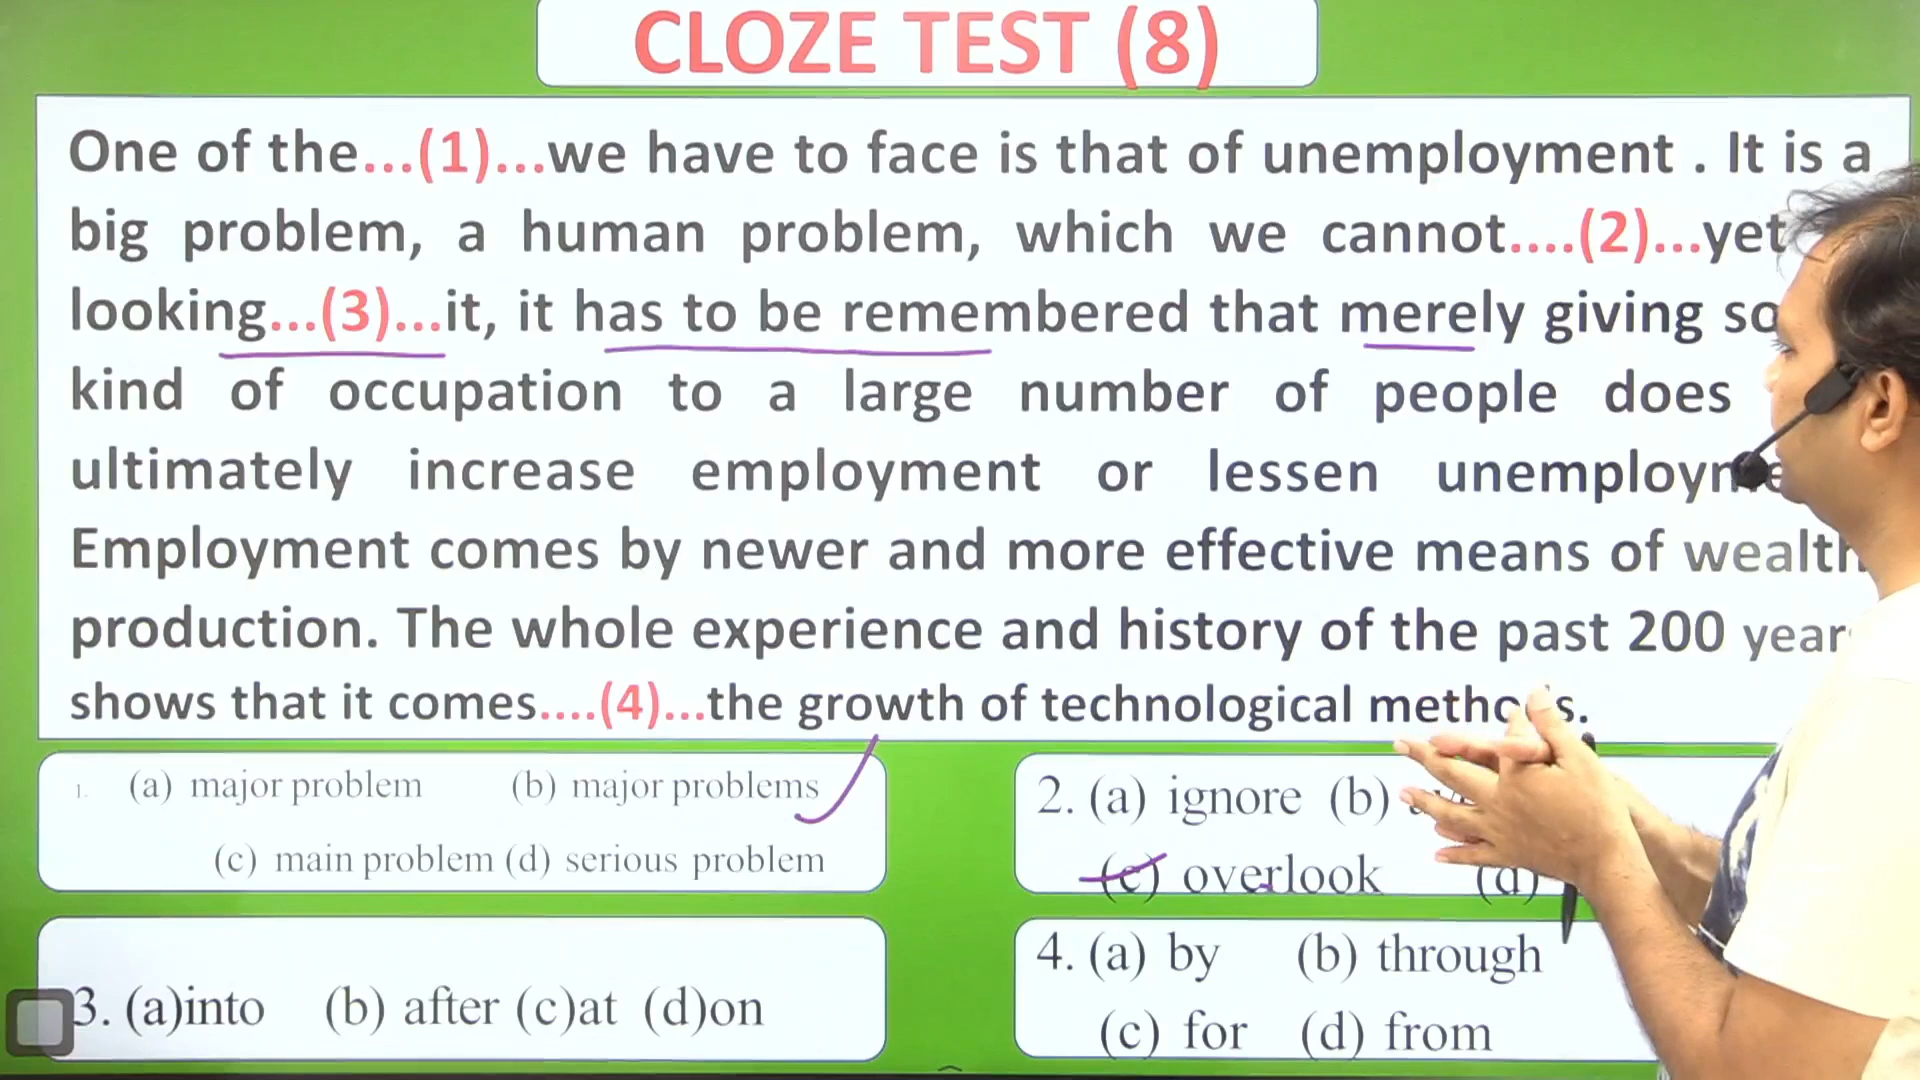 CLOZE TEST (8)
One of the...(1)...we have to face is that of unemployment . It is a
big problem, a human problem, which we cannot....(2)...yet
looking...(3)...it, it has to be remembered that merely giving
kind of occupation to a large number of people does
ultimately increase employment or lessen
Employment comes by newer and more effective means of wealth
production. The whole experience and history of the past 200
shows that it comes....(4)...the growth of technological methods.
1. (a) major problem (b) major problems
(c) main problem (d) serious problem
2. (a) ignore (b)
(c) overlook (d)
3. (a)into (b) after (c)at (d)on
4. (a) by (b) through
(c) for (d) from